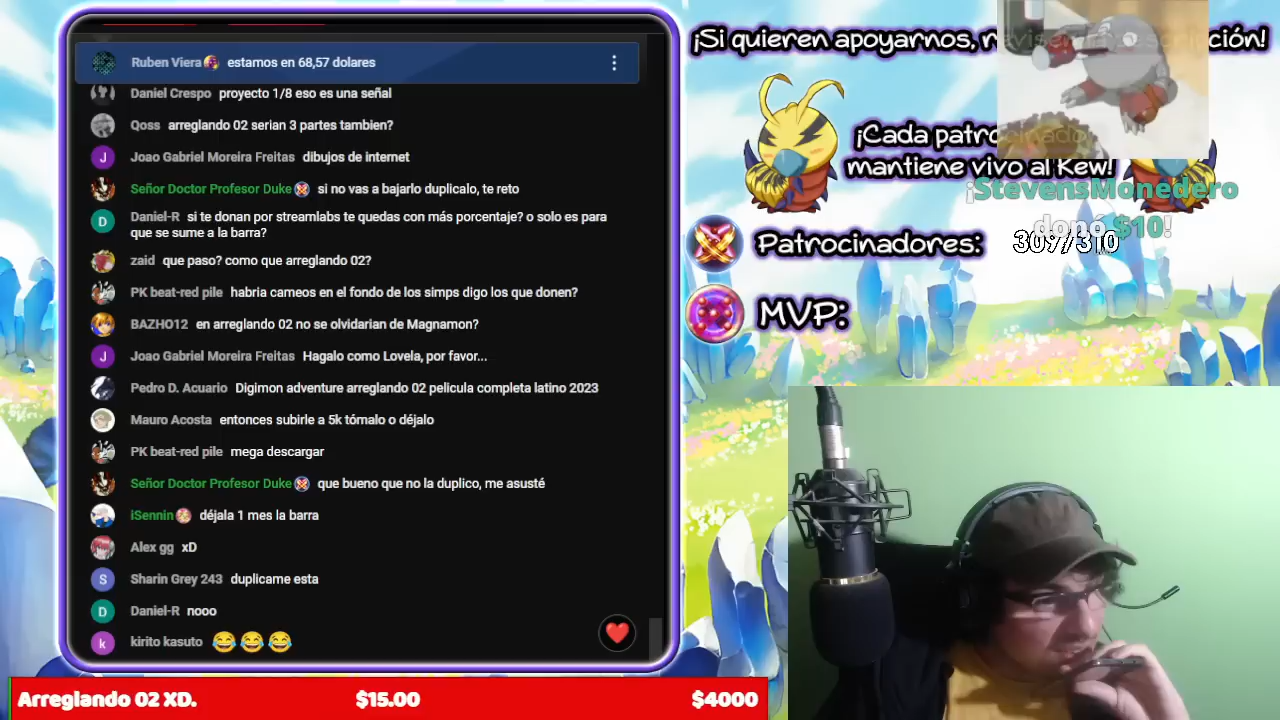 Ruben Viera estamos en 68,57 dolares
Daniel Crespo proyecto 1/8 eso es una señal
Qoss arreglando 02 serian 3 partes tambien?
J Joao Gabriel Moreira Freitas dibujos de internet
Señor Doctor Profesor Duke si no vas a bajarlo duplicalo, te reto
D Daniel-R si te donan por streamlabs te quedas con más porcentaje? o solo es para
que se sume a la barra?
zaid que paso? como que arreglando 02?
PK beat-red pile habria cameos en el fondo de los simps digo los que donen?
BAZHO12 en arreglando 02 no se olvidarian de Magnamon?
J Joao Gabriel Moreira Freitas Hagalo como Lovela, por favor...
Pedro D. Acuario Digimon adventure arreglando 02 pelicula completa latino 2023
Mauro Acosta entonces subirle a 5k tómalo o déjalo
PK beat-red pile mega descargar
Señor Doctor Profesor Duke que bueno que no la duplico, me asusté
iSennin déjala 1 mes la barra
Alex gg xD
S Sharin Grey 243 duplicame esta
D Daniel-R nooo
k kirito kasuto 😂😂😂
¡Si quieren apoyarnos,
¡Cada
mantiene vivo al Kew!
¡StevensMonedero
donó $10!
Patrocinadores: 309/310
MVP:
Arreglando 02 XD. $15.00 $4000